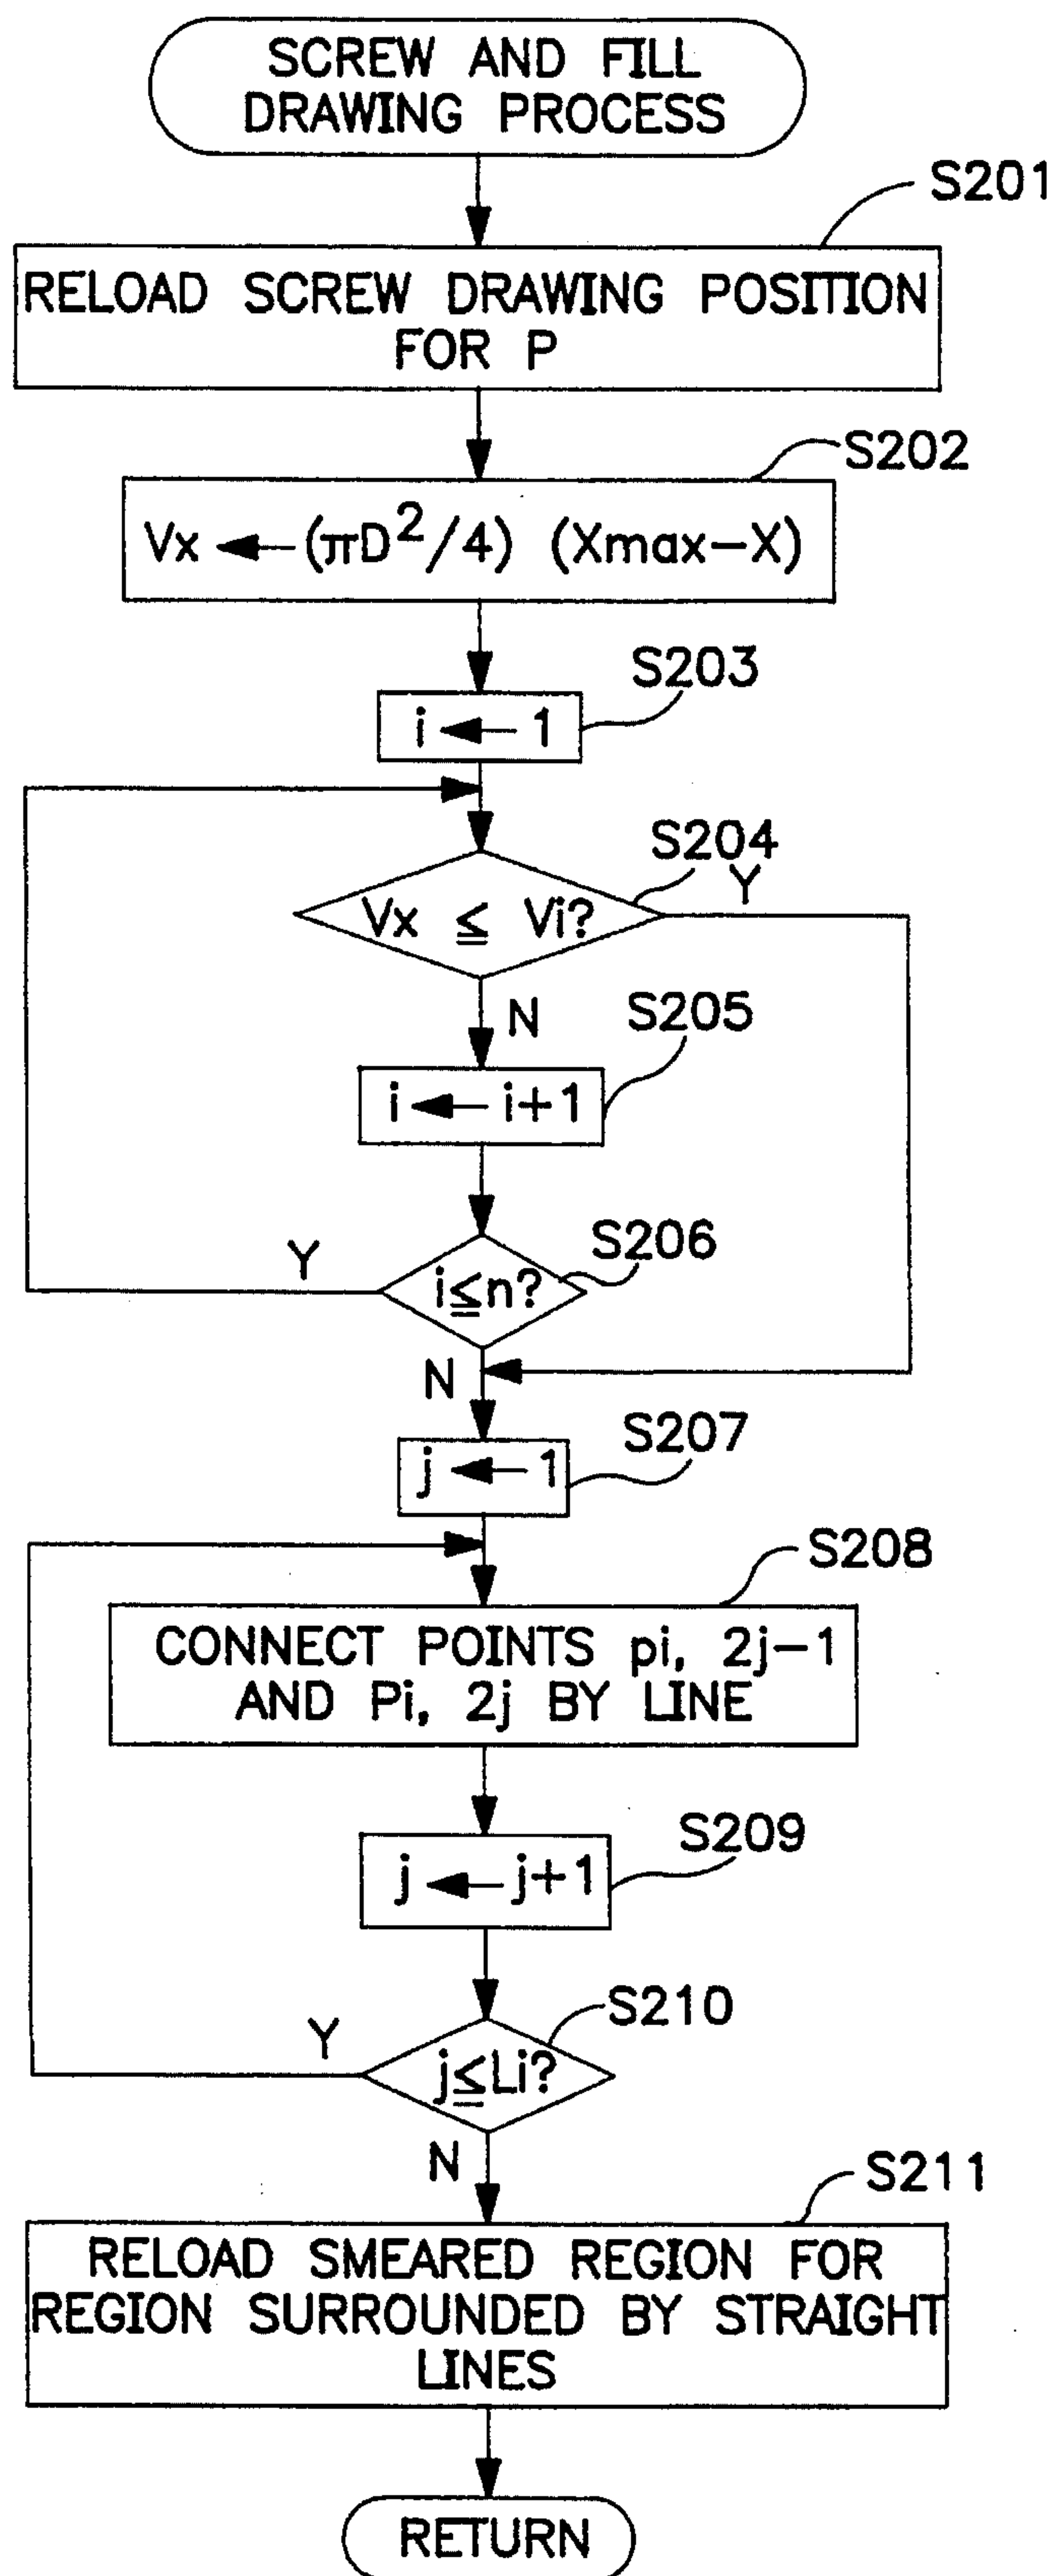 SCREW AND FILL
DRAWING PROCESS
S201
RELOAD SCREW DRAWING POSITION
FOR P
S202
Vx ← (πD²/4) (Xmax−X)
S203
i ← 1
S204
Y
Vx ≦ Vi?
N
S205
i ← i+1
S206
Y
i≦n?
N
S207
j ← 1
S208
CONNECT POINTS pi, 2j−1
AND Pi, 2j BY LINE
S209
j ← j+1
S210
Y
j≦Li?
N
S211
RELOAD SMEARED REGION FOR
REGION SURROUNDED BY STRAIGHT
LINES
RETURN